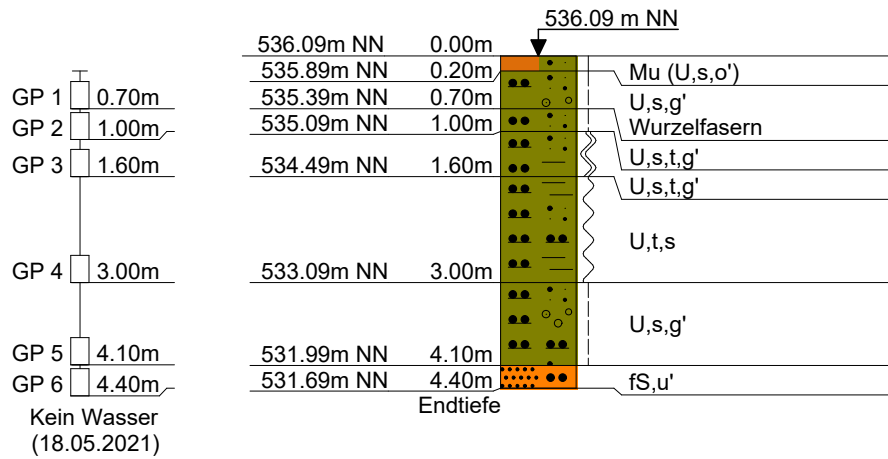 536.09 m NN
536.09m NN 0.00m
535.89m NN 0.20m Mu (U,s,o')
GP 1 0.70m 535.39m NN 0.70m U,s,g'
Wurzelfasern
GP 2 1.00m 535.09m NN 1.00m U,s,t,g'
GP 3 1.60m 534.49m NN 1.60m U,s,t,g'
U,t,s
GP 4 3.00m 533.09m NN 3.00m
U,s,g'
GP 5 4.10m 531.99m NN 4.10m
GP 6 4.40m 531.69m NN 4.40m fS,u'
Endtiefe
Kein Wasser
(18.05.2021)